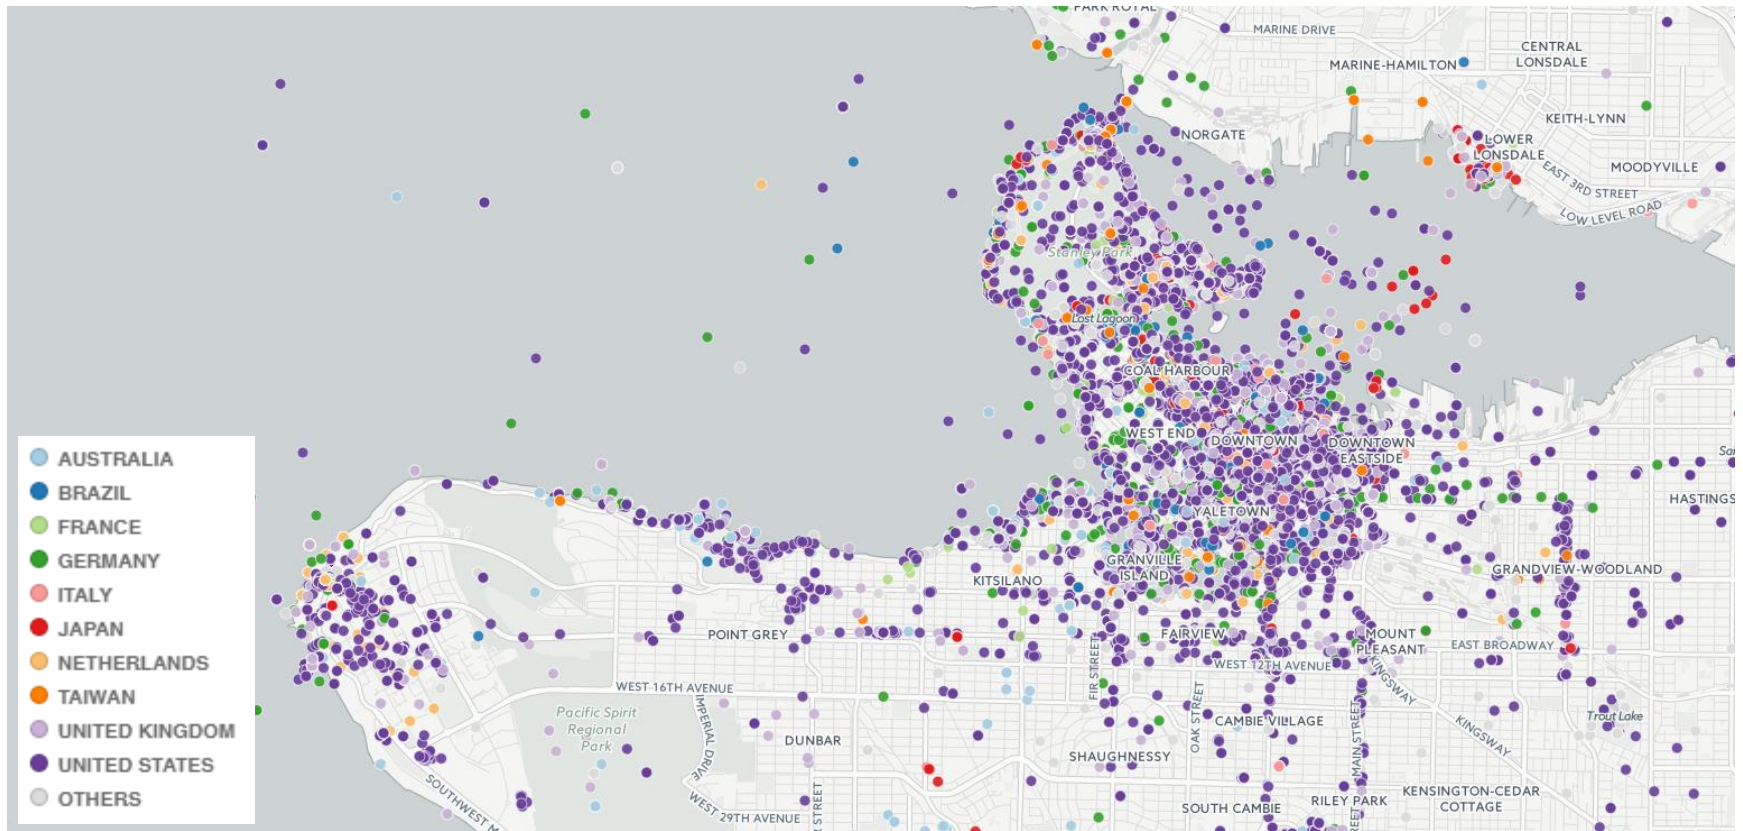 PARK ROYAL
MARINE DRIVE
CENTRAL
LONSDALE
MARINE-HAMILTON
KEITH-LYNN
NORGATE
LOWER
LONSDALE
MOODYVILLE
EAST 3RD STREET
LOW LEVEL ROAD
Stanley Park
Lost Lagoon
COAL HARBOUR
WEST END
DOWNTOWN
DOWNTOWN
EASTSIDE
HASTINGS
YALETOWN
GRANVILLE
ISLAND
KITSILANO
GRANDVIEW-WOODLAND
POINT GREY
FAIRVIEW
MOUNT
PLEASANT
EAST BROADWAY
WEST 12TH AVENUE
FIR STREET
KINGSWAY
WEST 16TH AVENUE
OAK STREET
Pacific Spirit
Regional
Park
IMPERIAL DRIVE
CAMBIE VILLAGE
MAIN STREET
KINGSWAY
Trout Lake
DUNBAR
SHAUGHNESSY
SOUTHWEST M
WEST 29TH AVENUE
STREET
SOUTH CAMBIE
RILEY PARK
KENSINGTON-CEDAR
COTTAGE
AUSTRALIA
BRAZIL
FRANCE
GERMANY
ITALY
JAPAN
NETHERLANDS
TAIWAN
UNITED KINGDOM
UNITED STATES
OTHERS